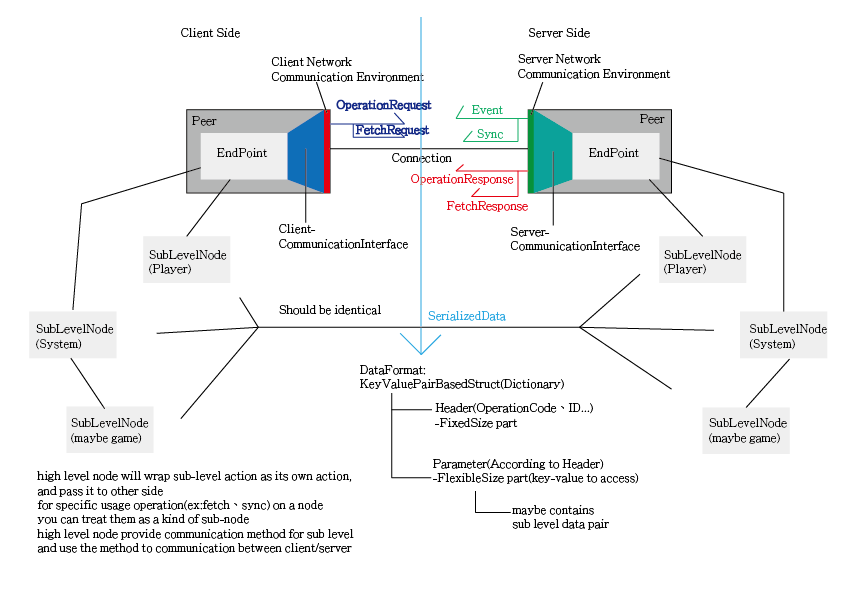 Client Side
Server Side
Client Network
Communication Environment
Server Network
Communication Environment
OperationRequest
FetchRequest
Event
Sync
Peer
EndPoint
Peer
EndPoint
Connection
OperationResponse
FetchResponse
Client-
CommunicationInterface
Server-
CommunicationInterface
SubLevelNode
(Player)
SubLevelNode
(Player)
Should be identical
SerializedData
SubLevelNode
(System)
SubLevelNode
(System)
DataFormat:
KeyValuePairBasedStruct(Dictionary)
Header(OperationCode、ID...)
-FixedSize part
SubLevelNode
(maybe game)
SubLevelNode
(maybe game)
Parameter(According to Header)
-FlexibleSize part(key-value to access)
maybe contains
sub level data pair
high level node will wrap sub-level action as its own action,
and pass it to other side
for specific usage operation(ex:fetch、sync) on a node
you can treat them as a kind of sub-node
high level node provide communication method for sub level
and use the method to communication between client/server